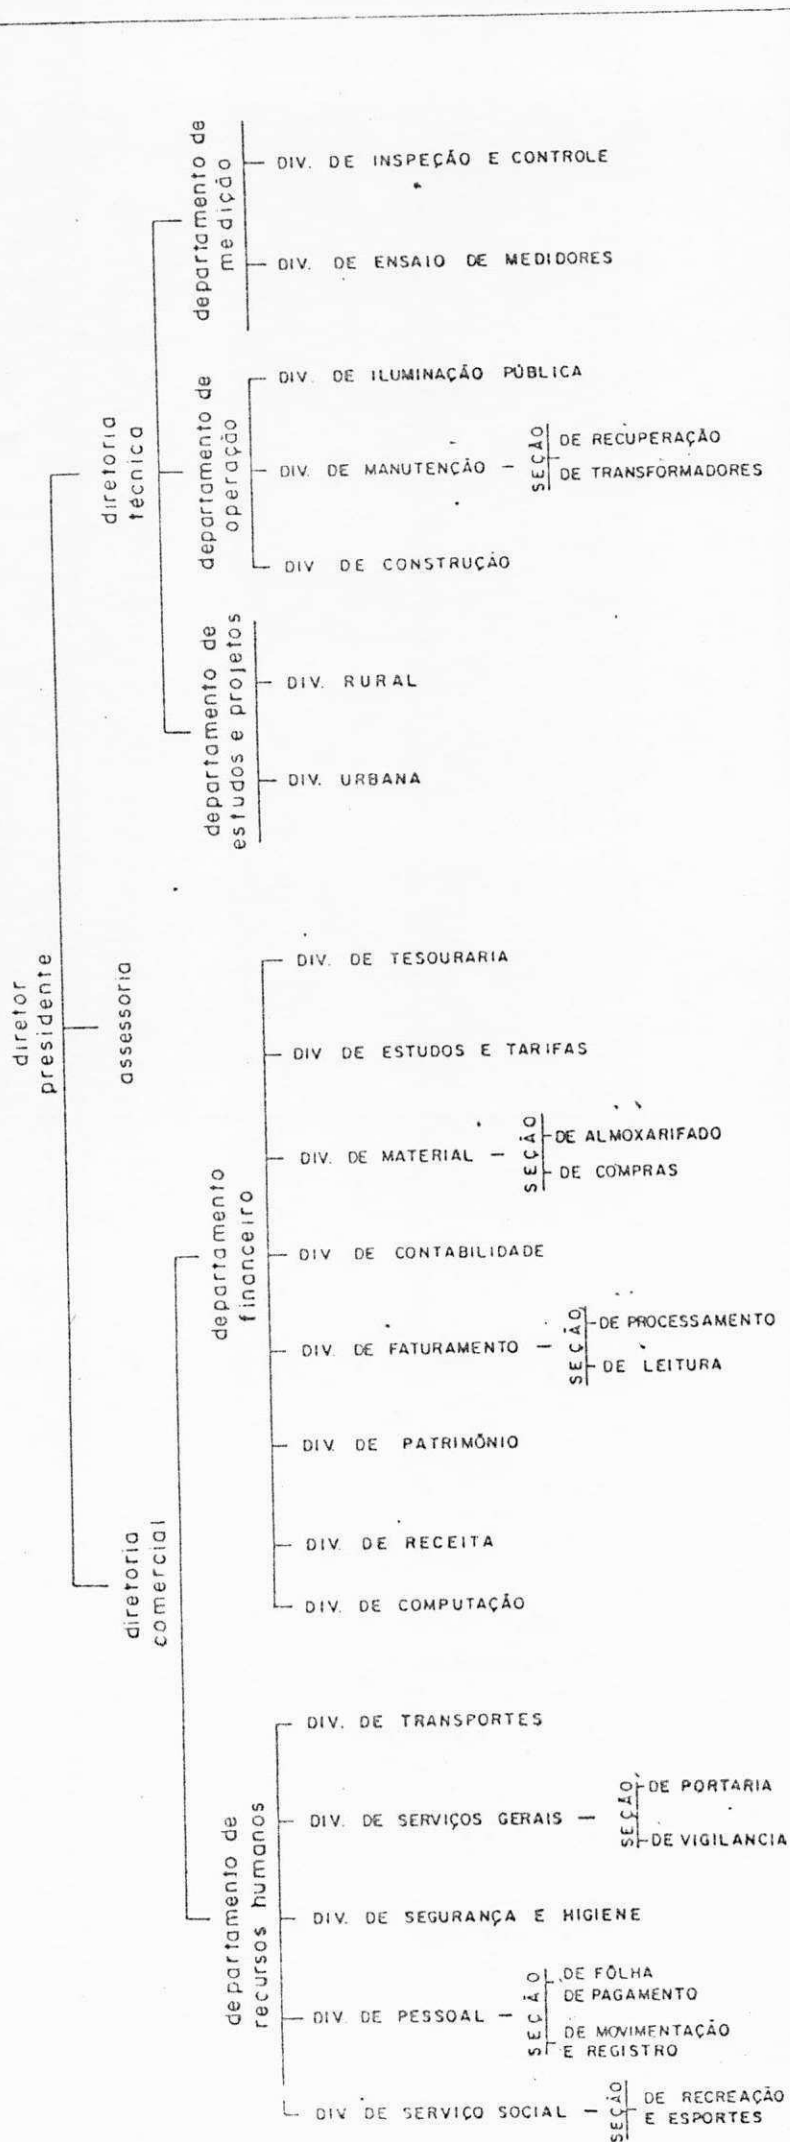 diretor
presidente
assessoria
diretoria
técnica
departamento de
medição
DIV. DE INSPEÇÃO E CONTROLE
DIV. DE ENSAIO DE MEDIDORES
departamento de
operação
DIV. DE ILUMINAÇÃO PÚBLICA
DIV. DE MANUTENÇÃO
SEÇÃO
DE RECUPERAÇÃO
DE TRANSFORMADORES
DIV DE CONSTRUÇÃO
departamento de
estudos e projetos
DIV. RURAL
DIV. URBANA
diretoria
comercial
departamento
financeiro
DIV. DE TESOURARIA
DIV DE ESTUDOS E TARIFAS
DIV. DE MATERIAL
SEÇÃO
DE ALMOXARIFADO
DE COMPRAS
DIV DE CONTABILIDADE
DIV. DE FATURAMENTO
SEÇÃO
DE PROCESSAMENTO
DE LEITURA
DIV. DE PATRIMÔNIO
DIV. DE RECEITA
DIV. DE COMPUTAÇÃO
departamento de
recursos humanos
DIV. DE TRANSPORTES
DIV. DE SERVIÇOS GERAIS
SEÇÃO
DE PORTARIA
DE VIGILANCIA
DIV. DE SEGURANÇA E HIGIENE
DIV. DE PESSOAL
SEÇÃO
DE FÔLHA
DE PAGAMENTO
DE MOVIMENTAÇÃO
E REGISTRO
DIV DE SERVIÇO SOCIAL
SEÇÃO
DE RECREAÇÃO
E ESPORTES